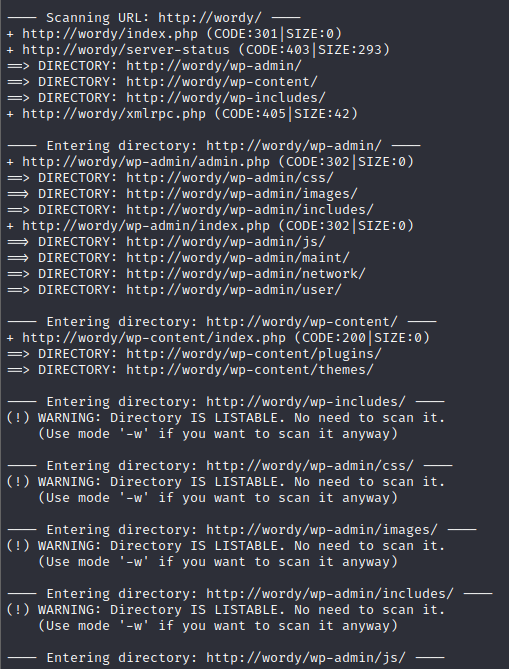 ---- Scanning URL: http://wordy/ ----
+ http://wordy/index.php (CODE:301|SIZE:0)
+ http://wordy/server-status (CODE:403|SIZE:293)
==> DIRECTORY: http://wordy/wp-admin/
==> DIRECTORY: http://wordy/wp-content/
==> DIRECTORY: http://wordy/wp-includes/
+ http://wordy/xmlrpc.php (CODE:405|SIZE:42)
---- Entering directory: http://wordy/wp-admin/ ----
+ http://wordy/wp-admin/admin.php (CODE:302|SIZE:0)
==> DIRECTORY: http://wordy/wp-admin/css/
==> DIRECTORY: http://wordy/wp-admin/images/
==> DIRECTORY: http://wordy/wp-admin/includes/
+ http://wordy/wp-admin/index.php (CODE:302|SIZE:0)
==> DIRECTORY: http://wordy/wp-admin/js/
==> DIRECTORY: http://wordy/wp-admin/maint/
==> DIRECTORY: http://wordy/wp-admin/network/
==> DIRECTORY: http://wordy/wp-admin/user/
---- Entering directory: http://wordy/wp-content/ ----
+ http://wordy/wp-content/index.php (CODE:200|SIZE:0)
==> DIRECTORY: http://wordy/wp-content/plugins/
==> DIRECTORY: http://wordy/wp-content/themes/
---- Entering directory: http://wordy/wp-includes/ ----
(!) WARNING: Directory IS LISTABLE. No need to scan it.
(Use mode '-w' if you want to scan it anyway)
---- Entering directory: http://wordy/wp-admin/css/ ----
(!) WARNING: Directory IS LISTABLE. No need to scan it.
(Use mode '-w' if you want to scan it anyway)
---- Entering directory: http://wordy/wp-admin/images/ ----
(!) WARNING: Directory IS LISTABLE. No need to scan it.
(Use mode '-w' if you want to scan it anyway)
---- Entering directory: http://wordy/wp-admin/includes/ ----
(!) WARNING: Directory IS LISTABLE. No need to scan it.
(Use mode '-w' if you want to scan it anyway)
---- Entering directory: http://wordy/wp-admin/js/ ----